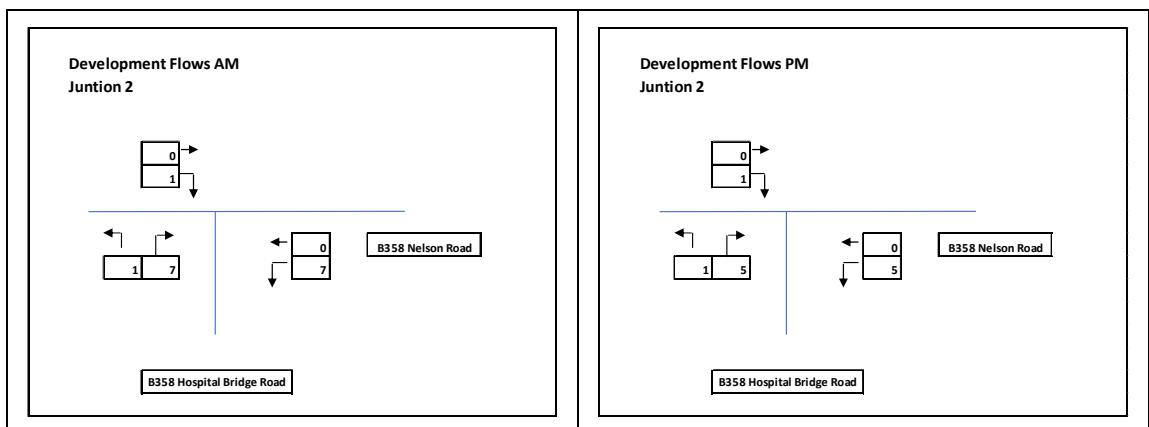 Development Flows AM
Juntion 2
0
1
1 7
0
7
B358 Nelson Road
B358 Hospital Bridge Road
Development Flows PM
Juntion 2
0
1
1 5
0
5
B358 Nelson Road
B358 Hospital Bridge Road